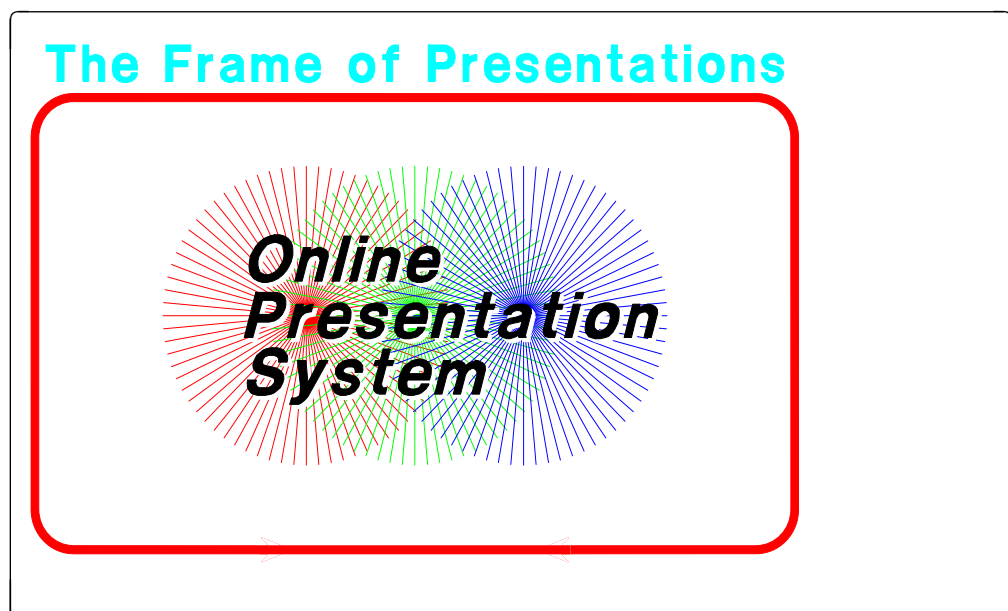 The Frame of Presentations
Online
Presentation
System